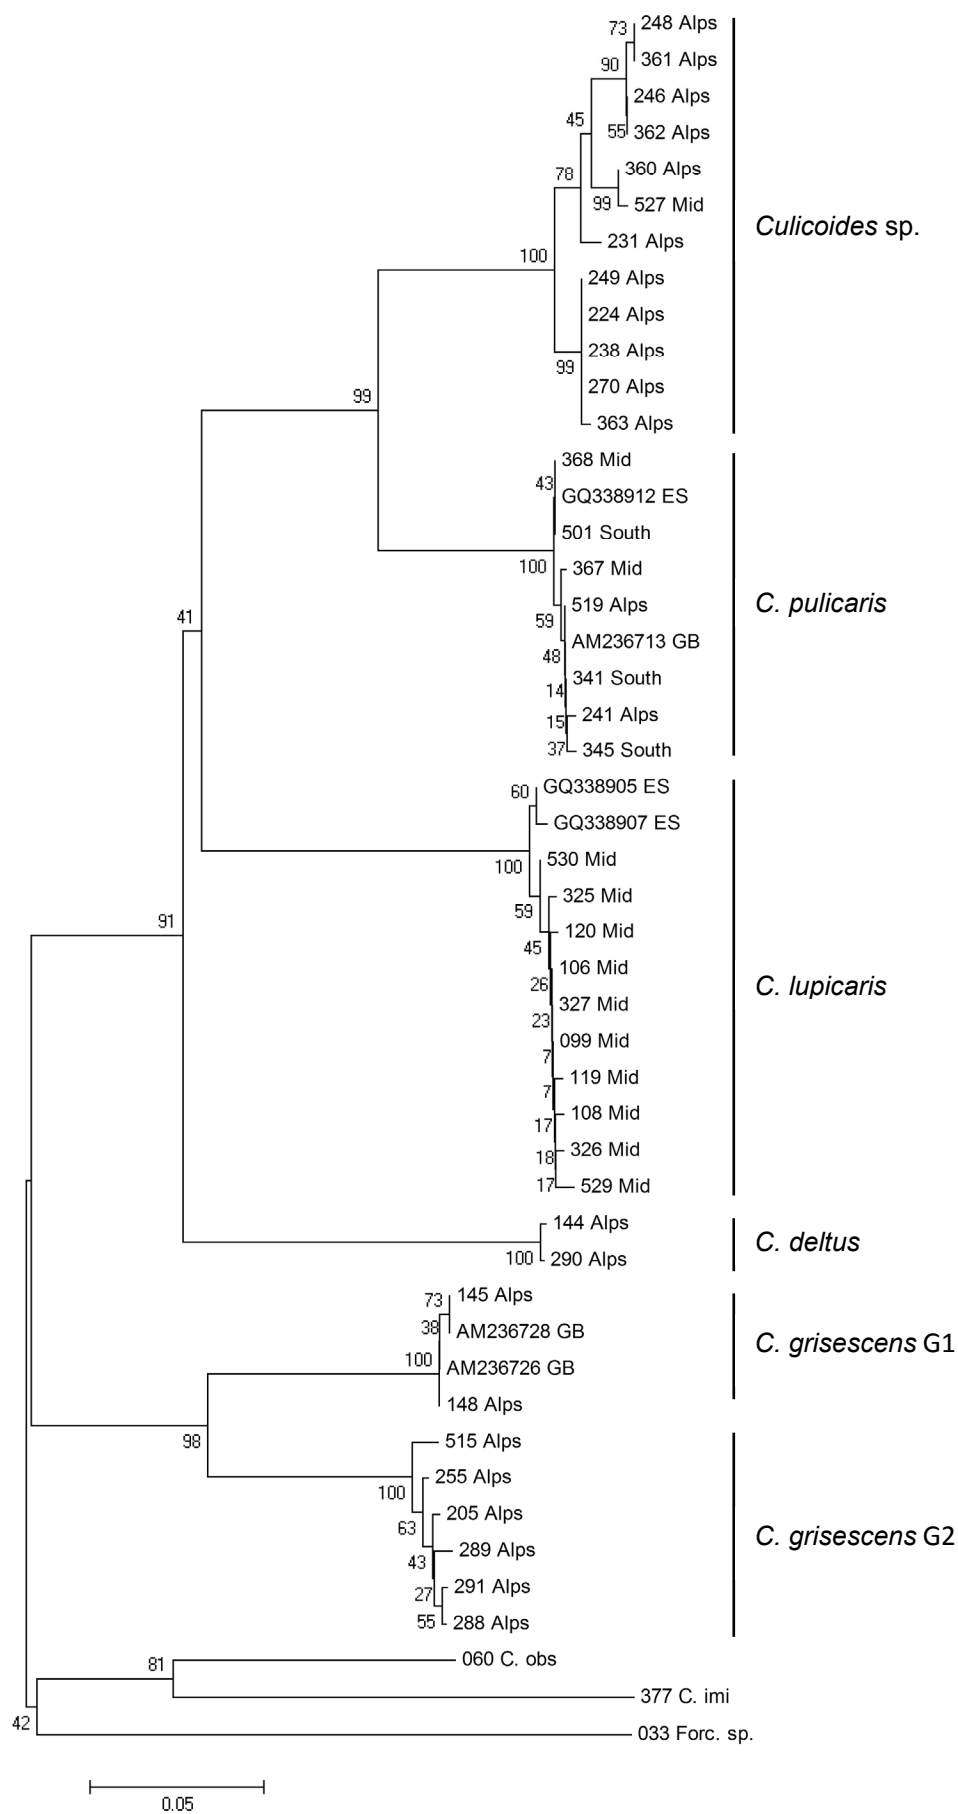 73
248 Alps
361 Alps
90
246 Alps
55
362 Alps
45
360 Alps
78
99
527 Mid
Culicoides sp.
231 Alps
100
249 Alps
224 Alps
238 Alps
99
270 Alps
99
363 Alps
368 Mid
43
GQ338912 ES
501 South
100
367 Mid
519 Alps
C. pulicaris
59
AM236713 GB
41
48
341 South
14
241 Alps
15
37
345 South
60
GQ338905 ES
GQ338907 ES
530 Mid
100
325 Mid
59
91
120 Mid
45
106 Mid
26
C. lupicaris
327 Mid
23
099 Mid
7
119 Mid
7
108 Mid
17
326 Mid
18
17
529 Mid
144 Alps
C. deltus
100
290 Alps
73
145 Alps
38
AM236728 GB
C. grisescens G1
100
AM236726 GB
148 Alps
98
515 Alps
255 Alps
100
205 Alps
63
289 Alps
C. grisescens G2
43
291 Alps
27
55
288 Alps
060 C. obs
81
377 C. imi
42
033 Forc. sp.
0.05